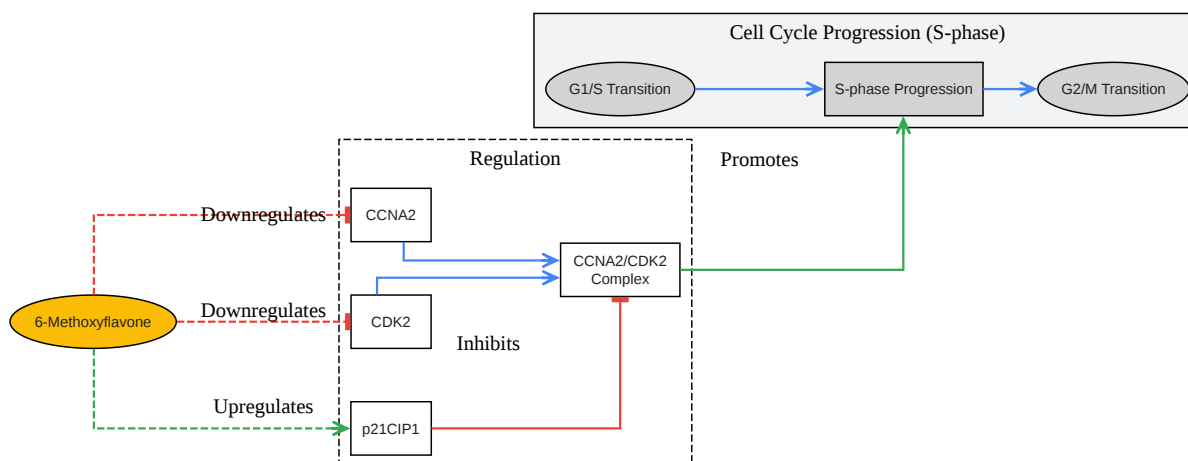 Cell Cycle Progression (S-phase)
G1/S Transition
S-phase Progression
G2/M Transition
Regulation
Promotes
Downregulates
CCNA2
CCNA2/CDK2
Complex
Downregulates
6-Methoxyflavone
CDK2
Inhibits
Upregulates
p21CIP1